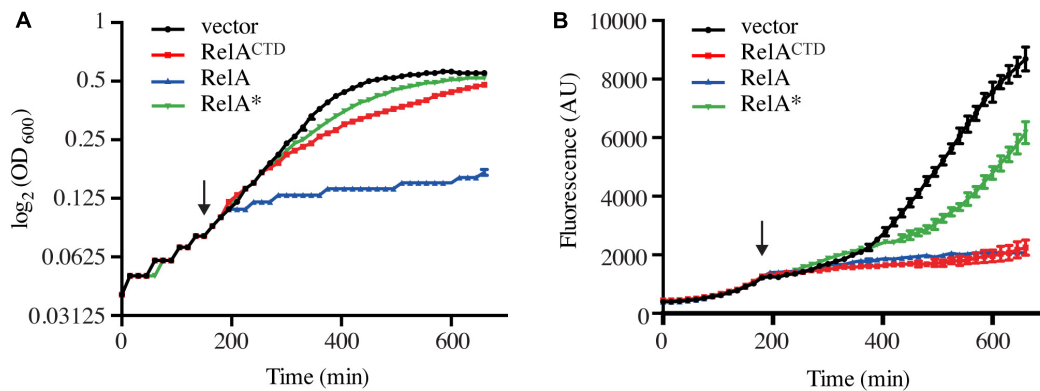 A
vector
RelA^CTD
RelA
RelA*
1
0.5
0.25
0.125
0.0625
0.03125
log₂ (OD₆₀₀)
0
200
400
600
Time (min)
B
vector
RelA^CTD
RelA
RelA*
10000
8000
6000
4000
2000
0
Fluorescence (AU)
0
200
400
600
Time (min)